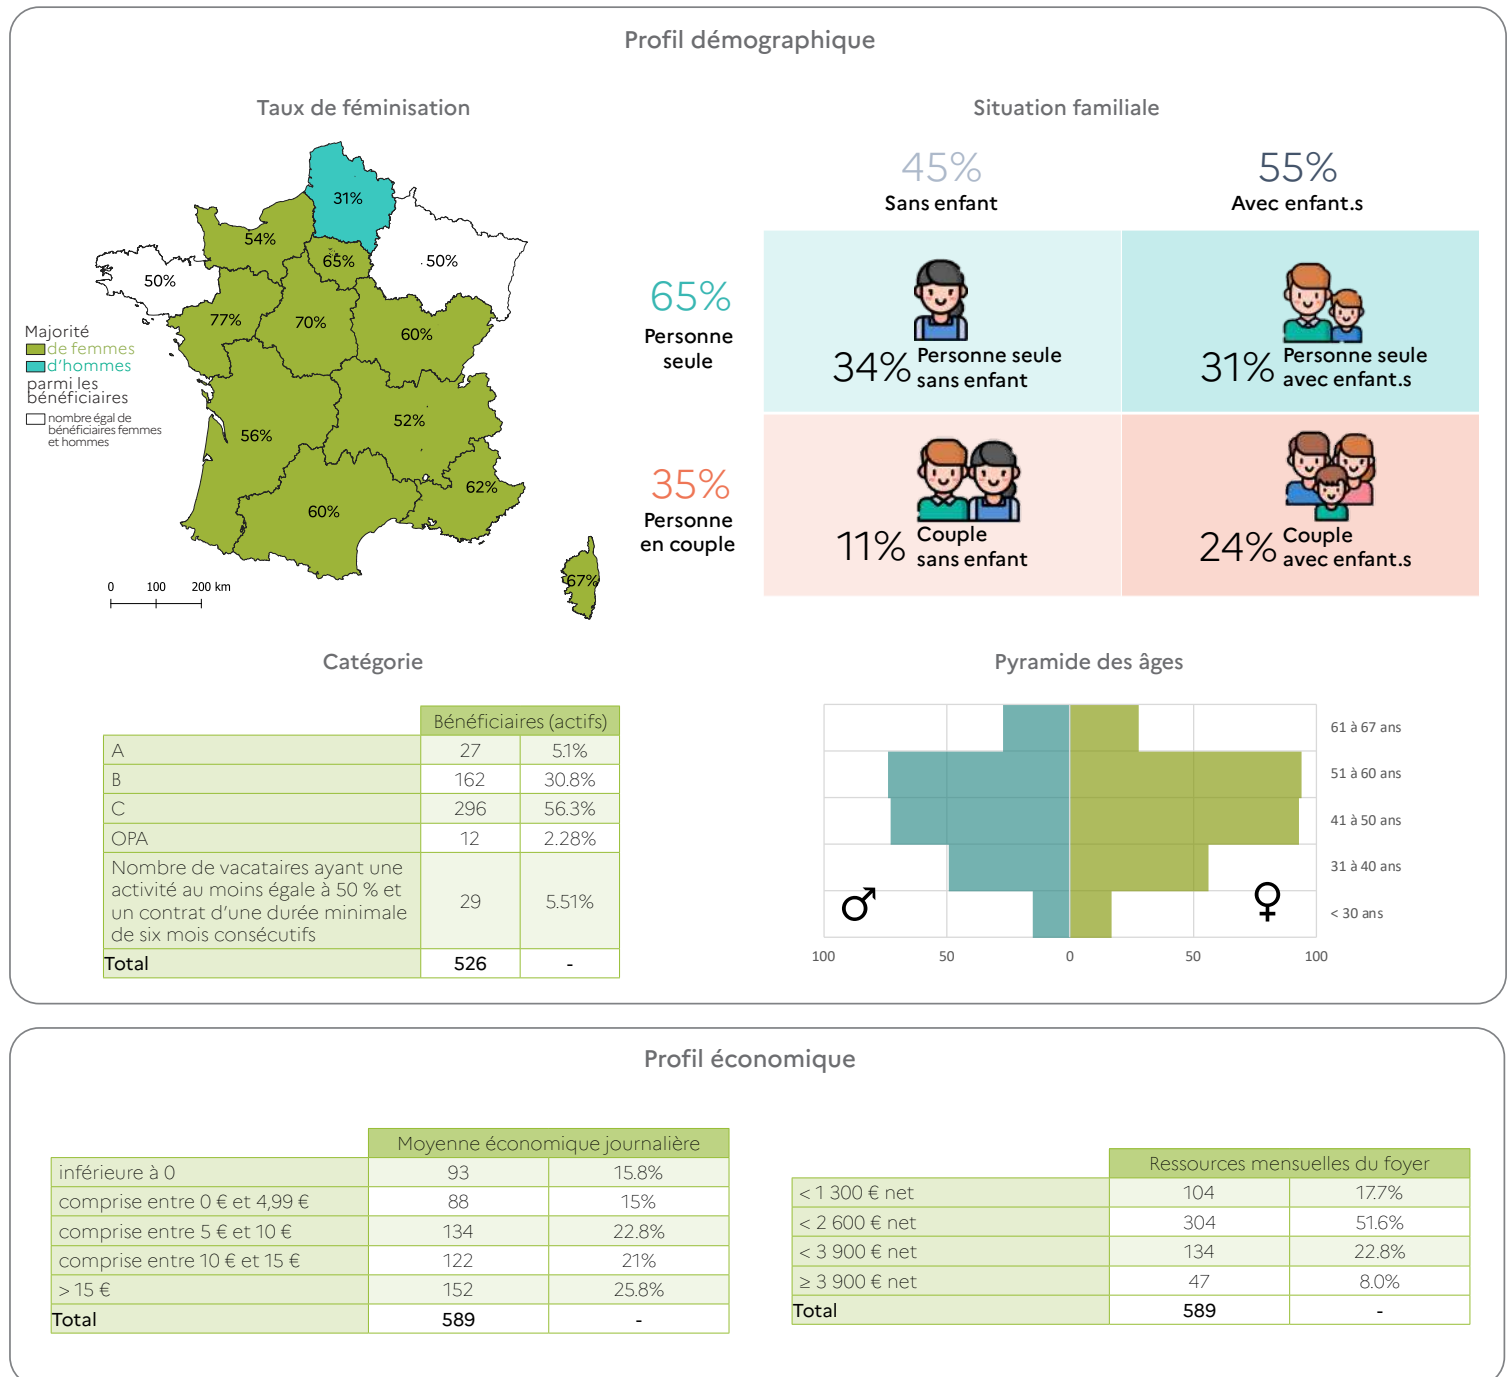 Profil démographique
Taux de féminisation
31%
54%
65%
50%
50%
77%
70%
60%
56%
52%
62%
60%
67%
Majorité
de femmes
d'hommes
parmi les
bénéficiaires
nombre égal de
bénéficiaires femmes
et hommes
0 100 200 km
Situation familiale
45%
Sans enfant
55%
Avec enfant.s
65%
Personne
seule
34% Personne seule
sans enfant
31% Personne seule
avec enfant.s
35%
Personne
en couple
11% Couple
sans enfant
24% Couple
avec enfant.s
Catégorie
Bénéficiaires (actifs)
A 27 5.1%
B 162 30.8%
C 296 56.3%
OPA 12 2.28%
Nombre de vacataires ayant une
activité au moins égale à 50 % et
un contrat d'une durée minimale
de six mois consécutifs
29 5.51%
Total 526 -
Pyramide des âges
61 à 67 ans
51 à 60 ans
41 à 50 ans
31 à 40 ans
< 30 ans
100 50 0 50 100
Profil économique
Moyenne économique journalière
inférieure à 0 93 15.8%
comprise entre 0 € et 4,99 € 88 15%
comprise entre 5 € et 10 € 134 22.8%
comprise entre 10 € et 15 € 122 21%
> 15 € 152 25.8%
Total 589 -
Ressources mensuelles du foyer
< 1 300 € net 104 17.7%
< 2 600 € net 304 51.6%
< 3 900 € net 134 22.8%
≥ 3 900 € net 47 8.0%
Total 589 -